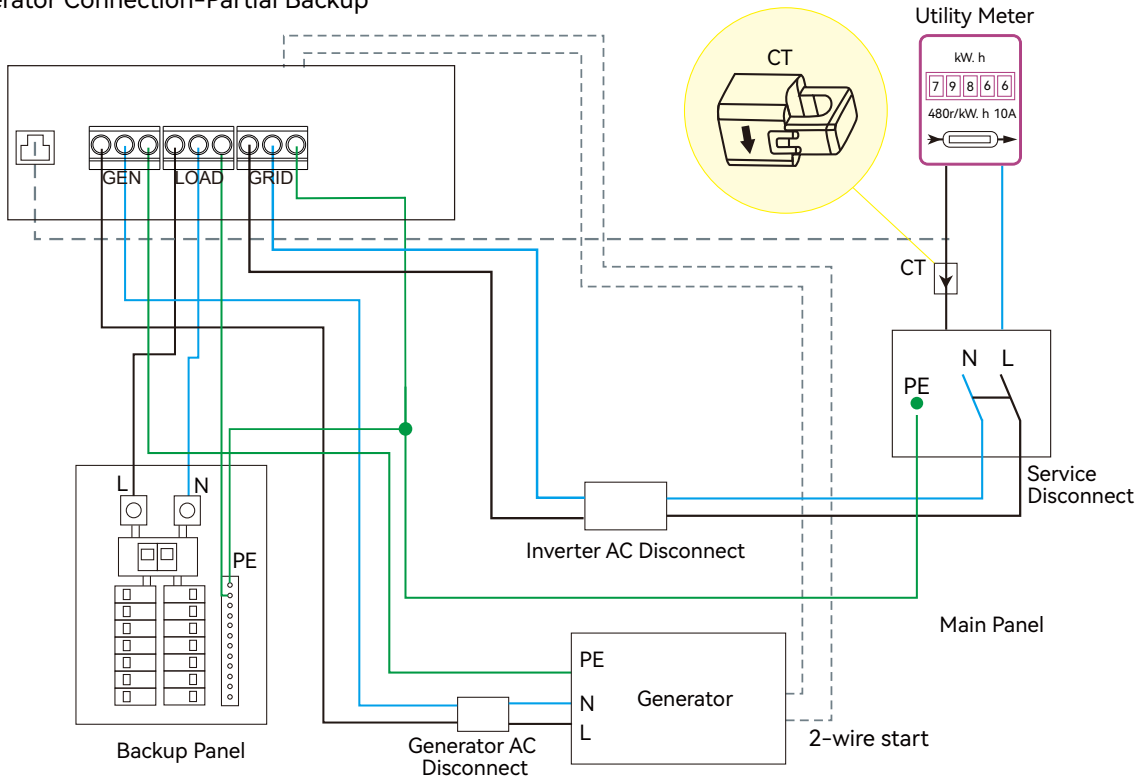 erator Connection-Partial Backup
Utility Meter
kW. h
7 9 8 6 6
480r/kW. h 10A
CT
GEN LOAD GRID
CT
N L
PE
Service
Disconnect
L N
PE
Inverter AC Disconnect
Main Panel
PE
Generator
N
L
2-wire start
Backup Panel
Generator AC
Disconnect